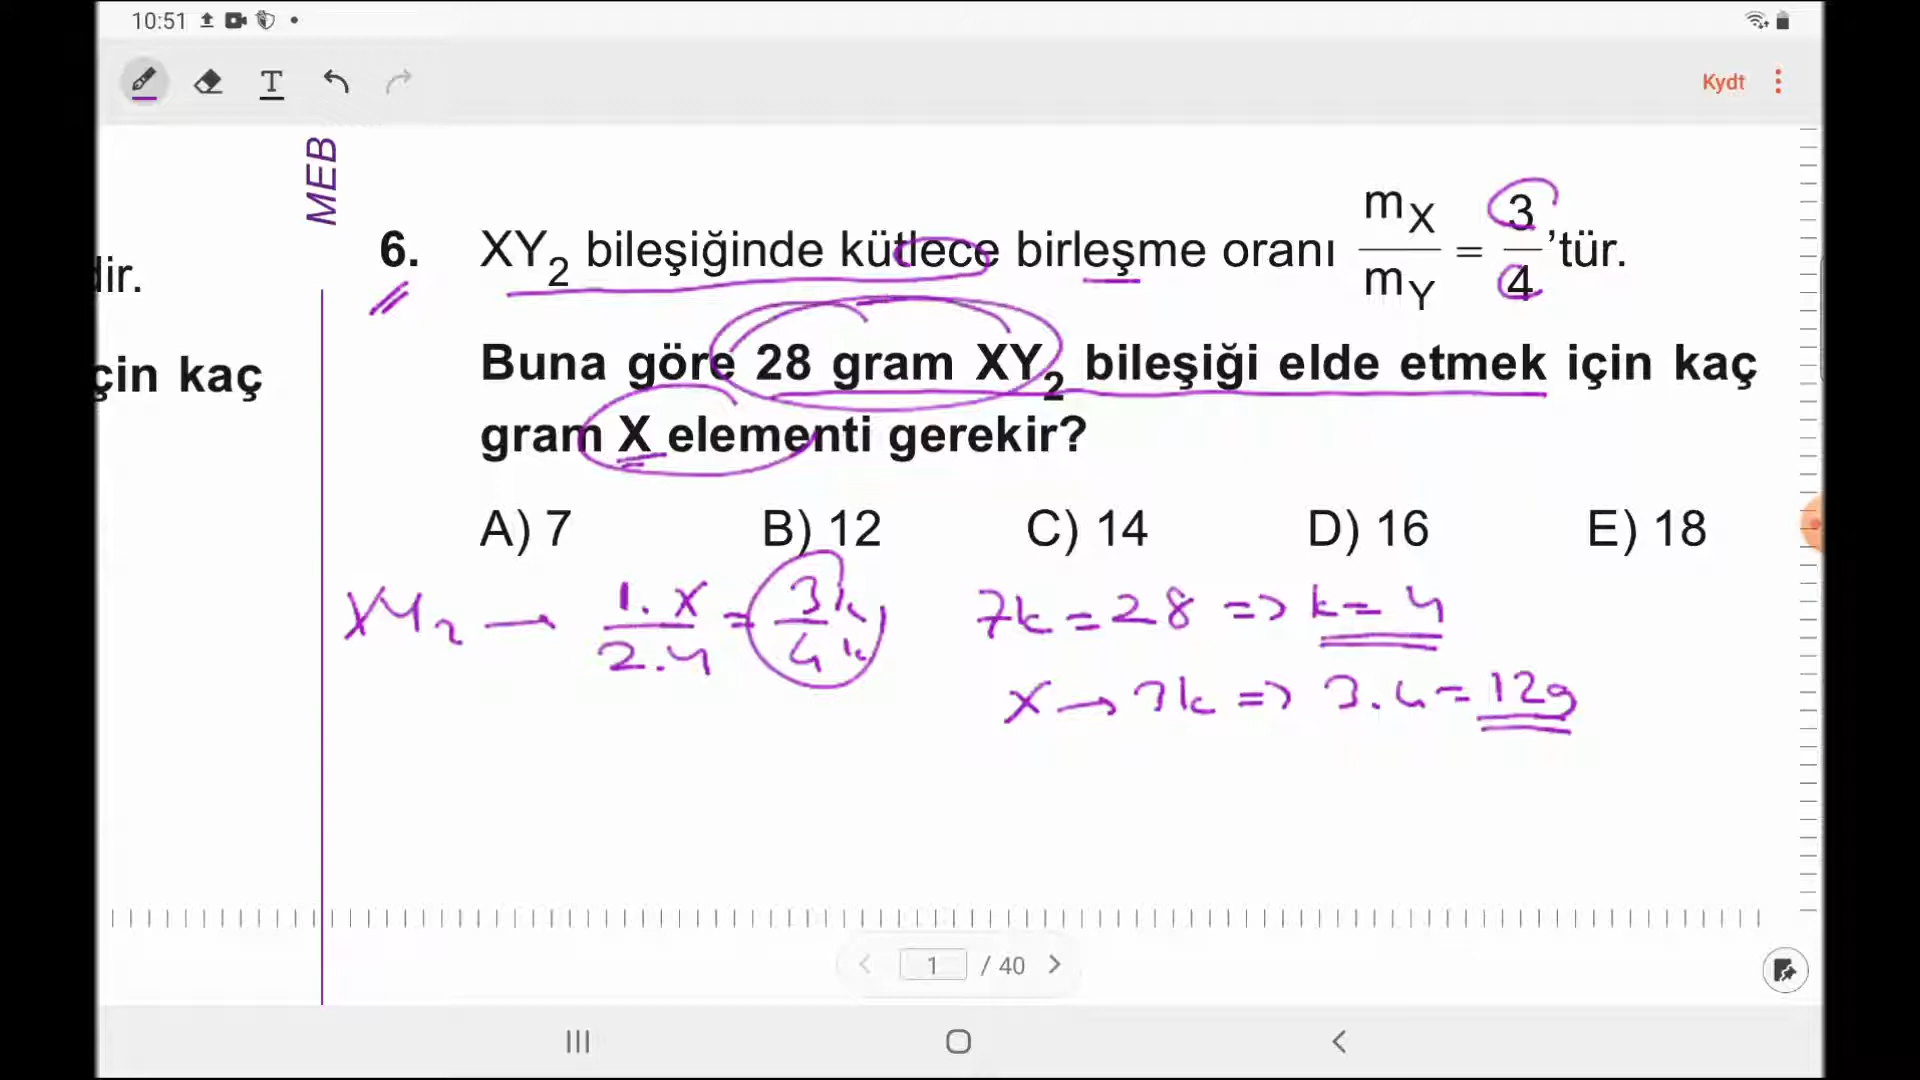 10:51
Kydt
MEB
dir.
çin kaç
6. XY₂ bileşiğinde kütlece birleşme oranı mX / mY = 3 / 4 'tür.
Buna göre 28 gram XY₂ bileşiği elde etmek için kaç
gram X elementi gerekir?
A) 7 B) 12 C) 14 D) 16 E) 18
XY₂ → 1.X / 2.Y = 3k / 4k
7k = 28 => k = 4
X → 3k => 3.4 = 12g
1 / 40